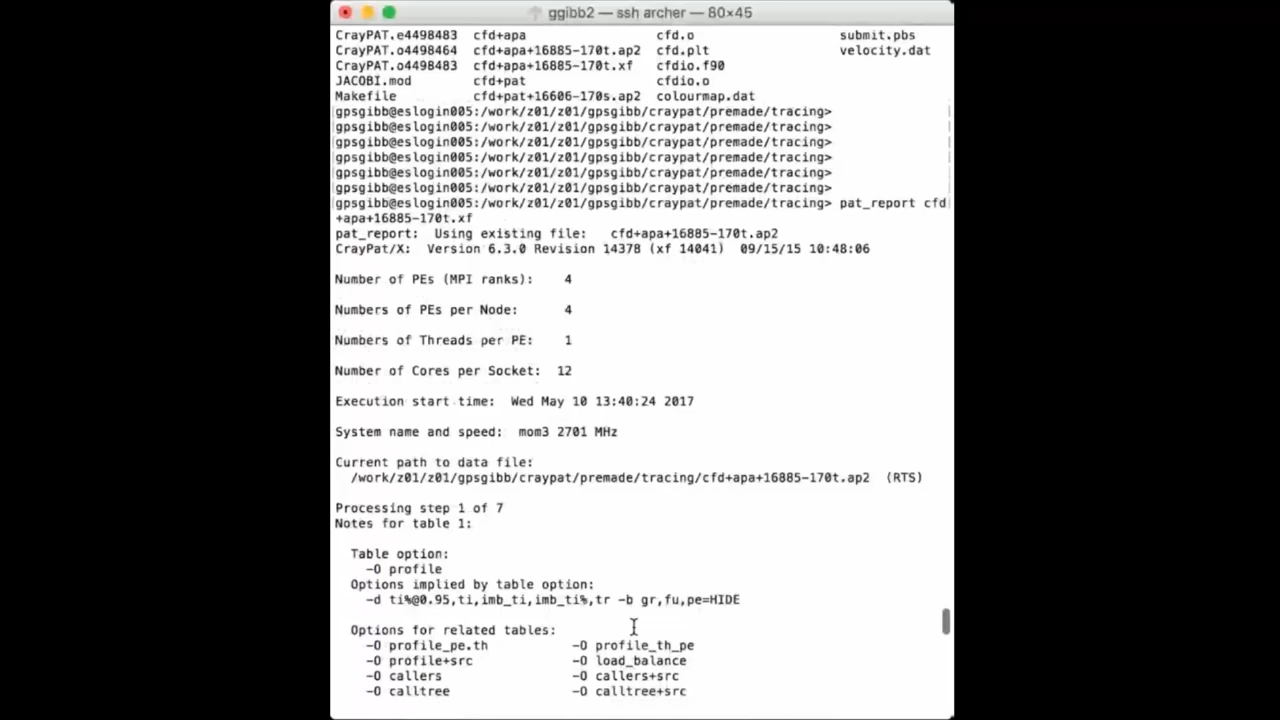 ggibb2 — ssh archer — 80×45
CrayPAT.e4498483  cfd+apa                 cfd.o                  submit.pbs
CrayPAT.o4498464  cfd+apa+16885-170t.ap2  cfd.plt                velocity.dat
CrayPAT.o4498483  cfd+apa+16885-170t.xf   cfdio.f90
JACOBI.mod        cfd+pat                 cfdio.o
Makefile          cfd+pat+16606-170s.ap2  colourmap.dat
gpsgibb@eslogin005:/work/z01/z01/gpsgibb/craypat/premade/tracing>
gpsgibb@eslogin005:/work/z01/z01/gpsgibb/craypat/premade/tracing>
gpsgibb@eslogin005:/work/z01/z01/gpsgibb/craypat/premade/tracing>
gpsgibb@eslogin005:/work/z01/z01/gpsgibb/craypat/premade/tracing>
gpsgibb@eslogin005:/work/z01/z01/gpsgibb/craypat/premade/tracing>
gpsgibb@eslogin005:/work/z01/z01/gpsgibb/craypat/premade/tracing>
gpsgibb@eslogin005:/work/z01/z01/gpsgibb/craypat/premade/tracing> pat_report cfd
+apa+16885-170t.xf
pat_report:  Using existing file:   cfd+apa+16885-170t.ap2
CrayPat/X:  Version 6.3.0 Revision 14378 (xf 14041)  09/15/15 10:48:06
Number of PEs (MPI ranks):    4
Numbers of PEs per Node:      4
Numbers of Threads per PE:    1
Number of Cores per Socket:  12
Execution start time:  Wed May 10 13:40:24 2017
System name and speed:  mom3 2701 MHz
Current path to data file:
  /work/z01/z01/gpsgibb/craypat/premade/tracing/cfd+apa+16885-170t.ap2  (RTS)
Processing step 1 of 7
Notes for table 1:
  Table option:
    -O profile
  Options implied by table option:
    -d ti%@0.95,ti,imb_ti,imb_ti%,tr -b gr,fu,pe=HIDE
  Options for related tables:
    -O profile_pe.th           -O profile_th_pe
    -O profile+src             -O load_balance
    -O callers                 -O callers+src
    -O calltree                -O calltree+src